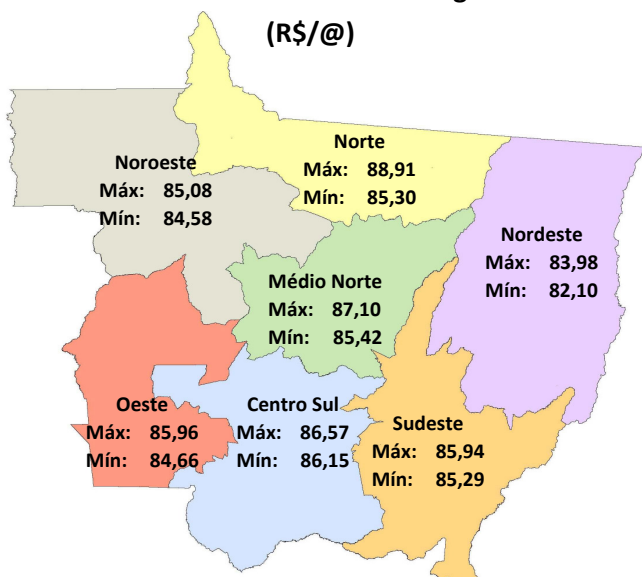 (R$/@)
Norte
Máx: 88,91
Mín: 85,30
Noroeste
Máx: 85,08
Mín: 84,58
Nordeste
Máx: 83,98
Mín: 82,10
Médio Norte
Máx: 87,10
Mín: 85,42
Oeste
Máx: 85,96
Mín: 84,66
Centro Sul
Máx: 86,57
Mín: 86,15
Sudeste
Máx: 85,94
Mín: 85,29